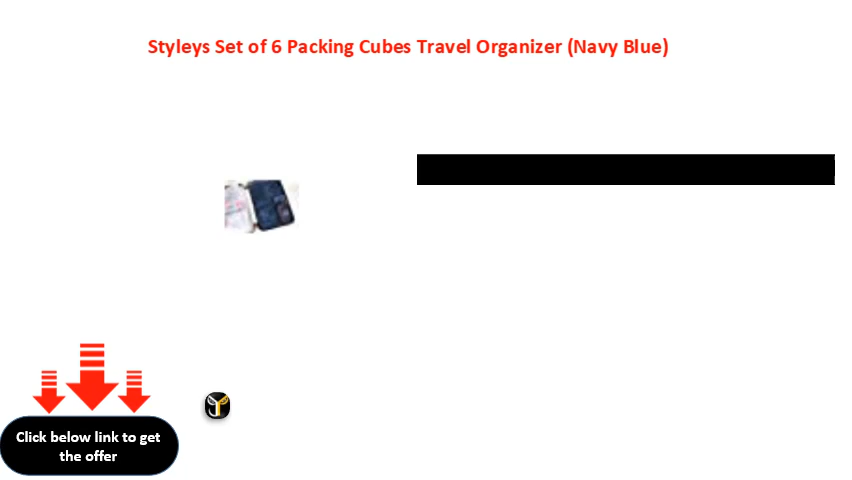 Styleys Set of 6 Packing Cubes Travel Organizer (Navy Blue)
Click below link to get
the offer